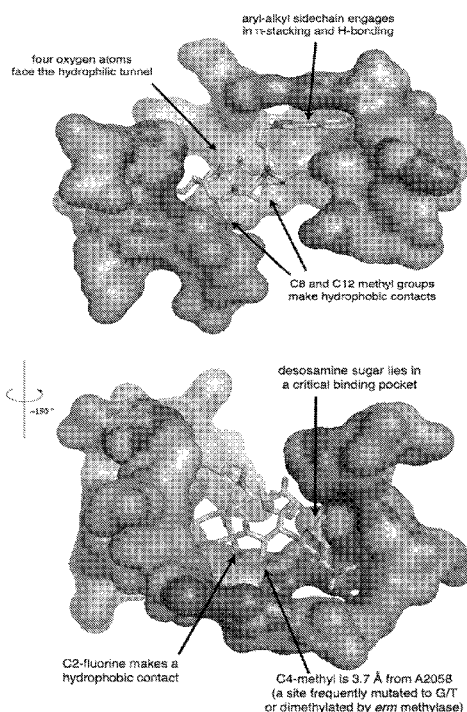 aryl-alkyl sidechain engages
in π-stacking and H-bonding
four oxygen atoms
face the hydrophilic tunnel
C8 and C12 methyl groups
make hydrophobic contacts
~150°
desosamine sugar lies in
a critical binding pocket
C2-fluorine makes a
hydrophobic contact
C4-methyl is 3.7 Å from A2058
(a site frequently mutated to G/T
or dimethylated by erm methylase)